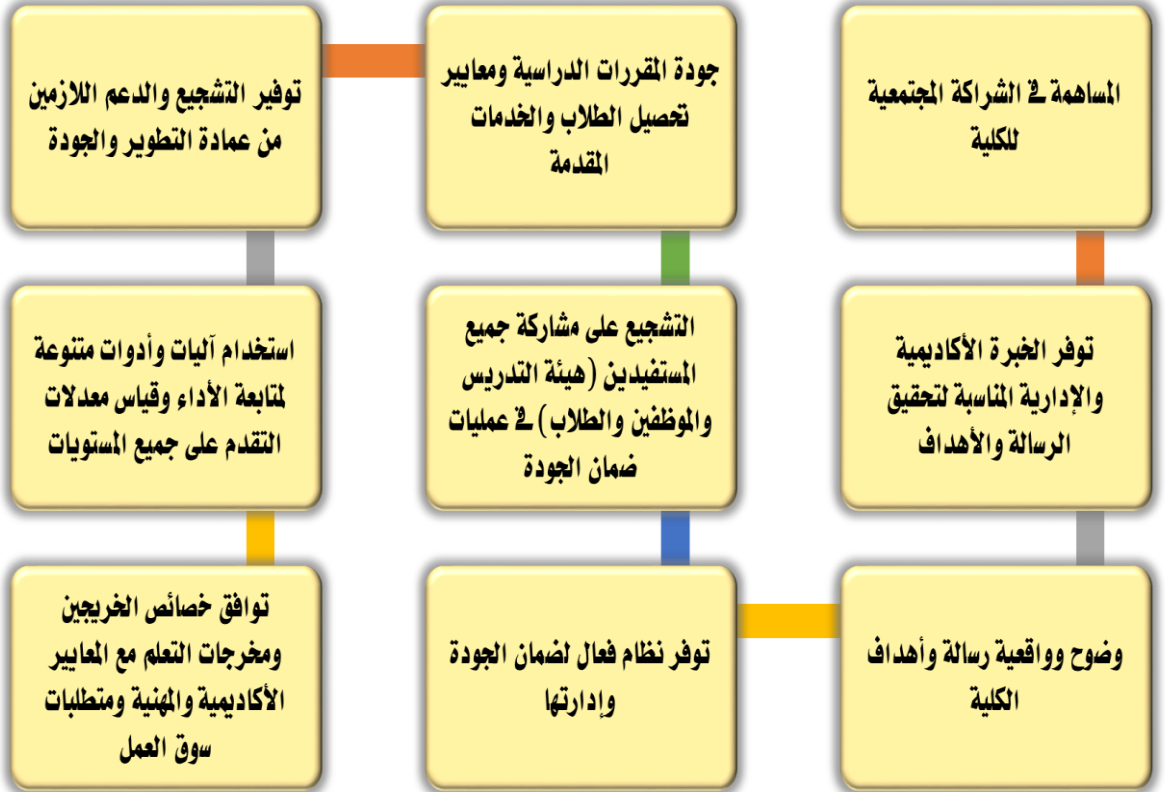 المساهمة في الشراكة المجتمعية
للكلية
توفر الخبرة الأكاديمية
والإدارية المناسبة لتحقيق
الرسالة والأهداف
وضوح وواقعية رسالة وأهداف
الكلية
توفر نظام فعال لضمان الجودة
وإدارتها
التشجيع على مشاركة جميع
المستفيدين (هيئة التدريس
والموظفين والطلاب) في عمليات
ضمان الجودة
جودة المقررات الدراسية ومعايير
تحصيل الطلاب والخدمات
المقدمة
توفير التشجيع والدعم اللازمين
من عمادة التطوير والجودة
استخدام آليات وأدوات متنوعة
لمتابعة الأداء وقياس معدلات
التقدم على جميع المستويات
توافق خصائص الخريجين
ومخرجات التعلم مع المعايير
الأكاديمية والمهنية ومتطلبات
سوق العمل